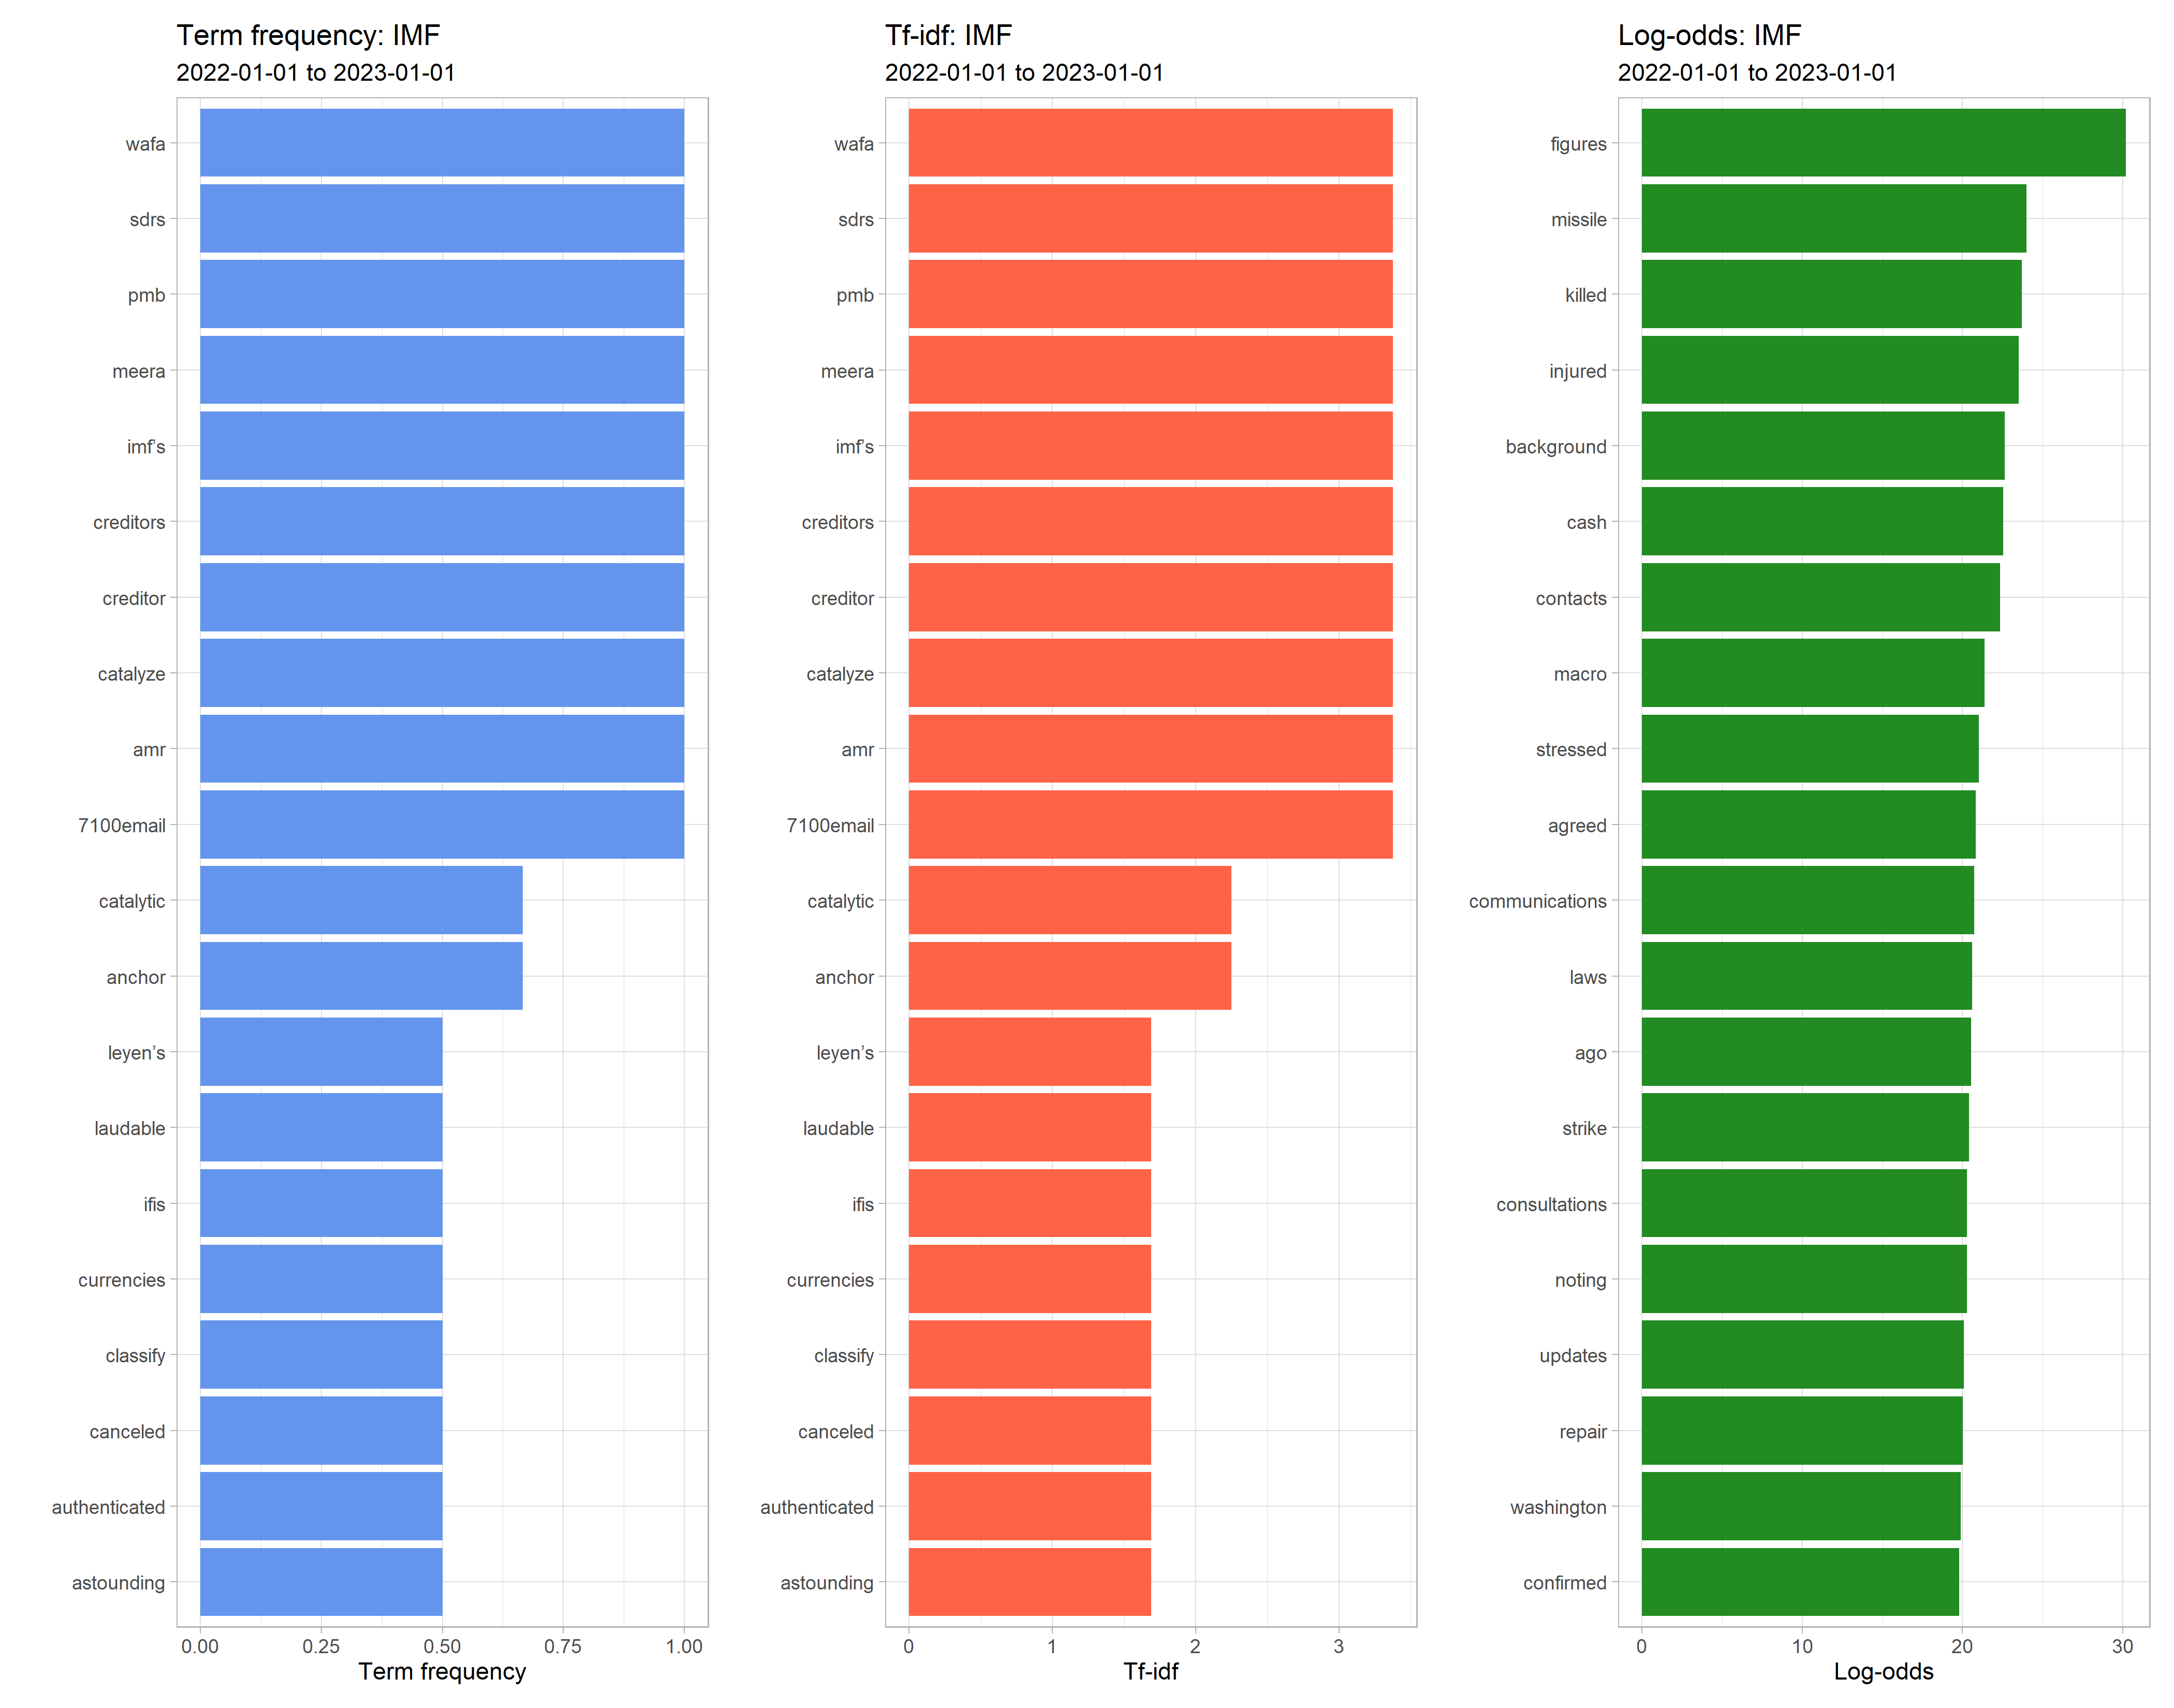 Term frequency: IMF
2022-01-01 to 2023-01-01
wafa
sdrs
pmb
meera
imf’s
creditors
creditor
catalyze
amr
7100email
catalytic
anchor
leyen’s
laudable
ifis
currencies
classify
canceled
authenticated
astounding
0.00 0.25 0.50 0.75 1.00
Term frequency
Tf-idf: IMF
2022-01-01 to 2023-01-01
wafa
sdrs
pmb
meera
imf’s
creditors
creditor
catalyze
amr
7100email
catalytic
anchor
leyen’s
laudable
ifis
currencies
classify
canceled
authenticated
astounding
0 1 2 3
Tf-idf
Log-odds: IMF
2022-01-01 to 2023-01-01
figures
missile
killed
injured
background
cash
contacts
macro
stressed
agreed
communications
laws
ago
strike
consultations
noting
updates
repair
washington
confirmed
0 10 20 30
Log-odds